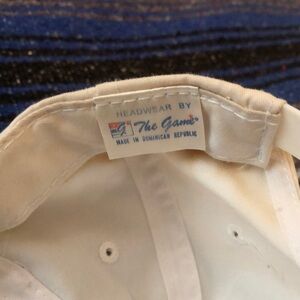 HEADWEAR BY
G The Game
MADE IN DOMINICAN REPUBLIC